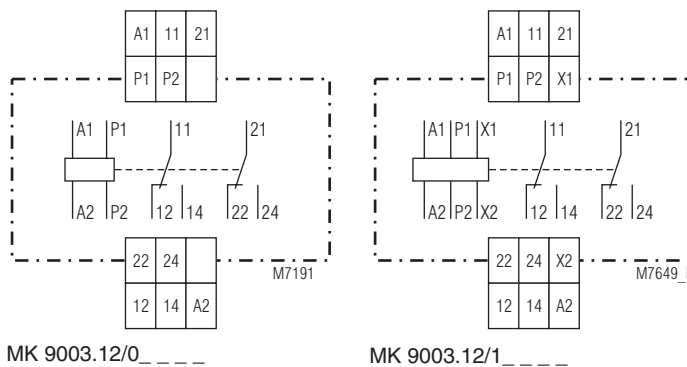 A1 11 21
P1 P2
A1 P1 11 21
A2 P2 12 14 22 24
22 24
M7191
12 14 A2
MK 9003.12/0_ _ _ _
A1 11 21
P1 P2 X1
A1 P1 X1 11 21
A2 P2 X2 12 14 22 24
22 24 X2
M7649_
12 14 A2
MK 9003.12/1_ _ _ _